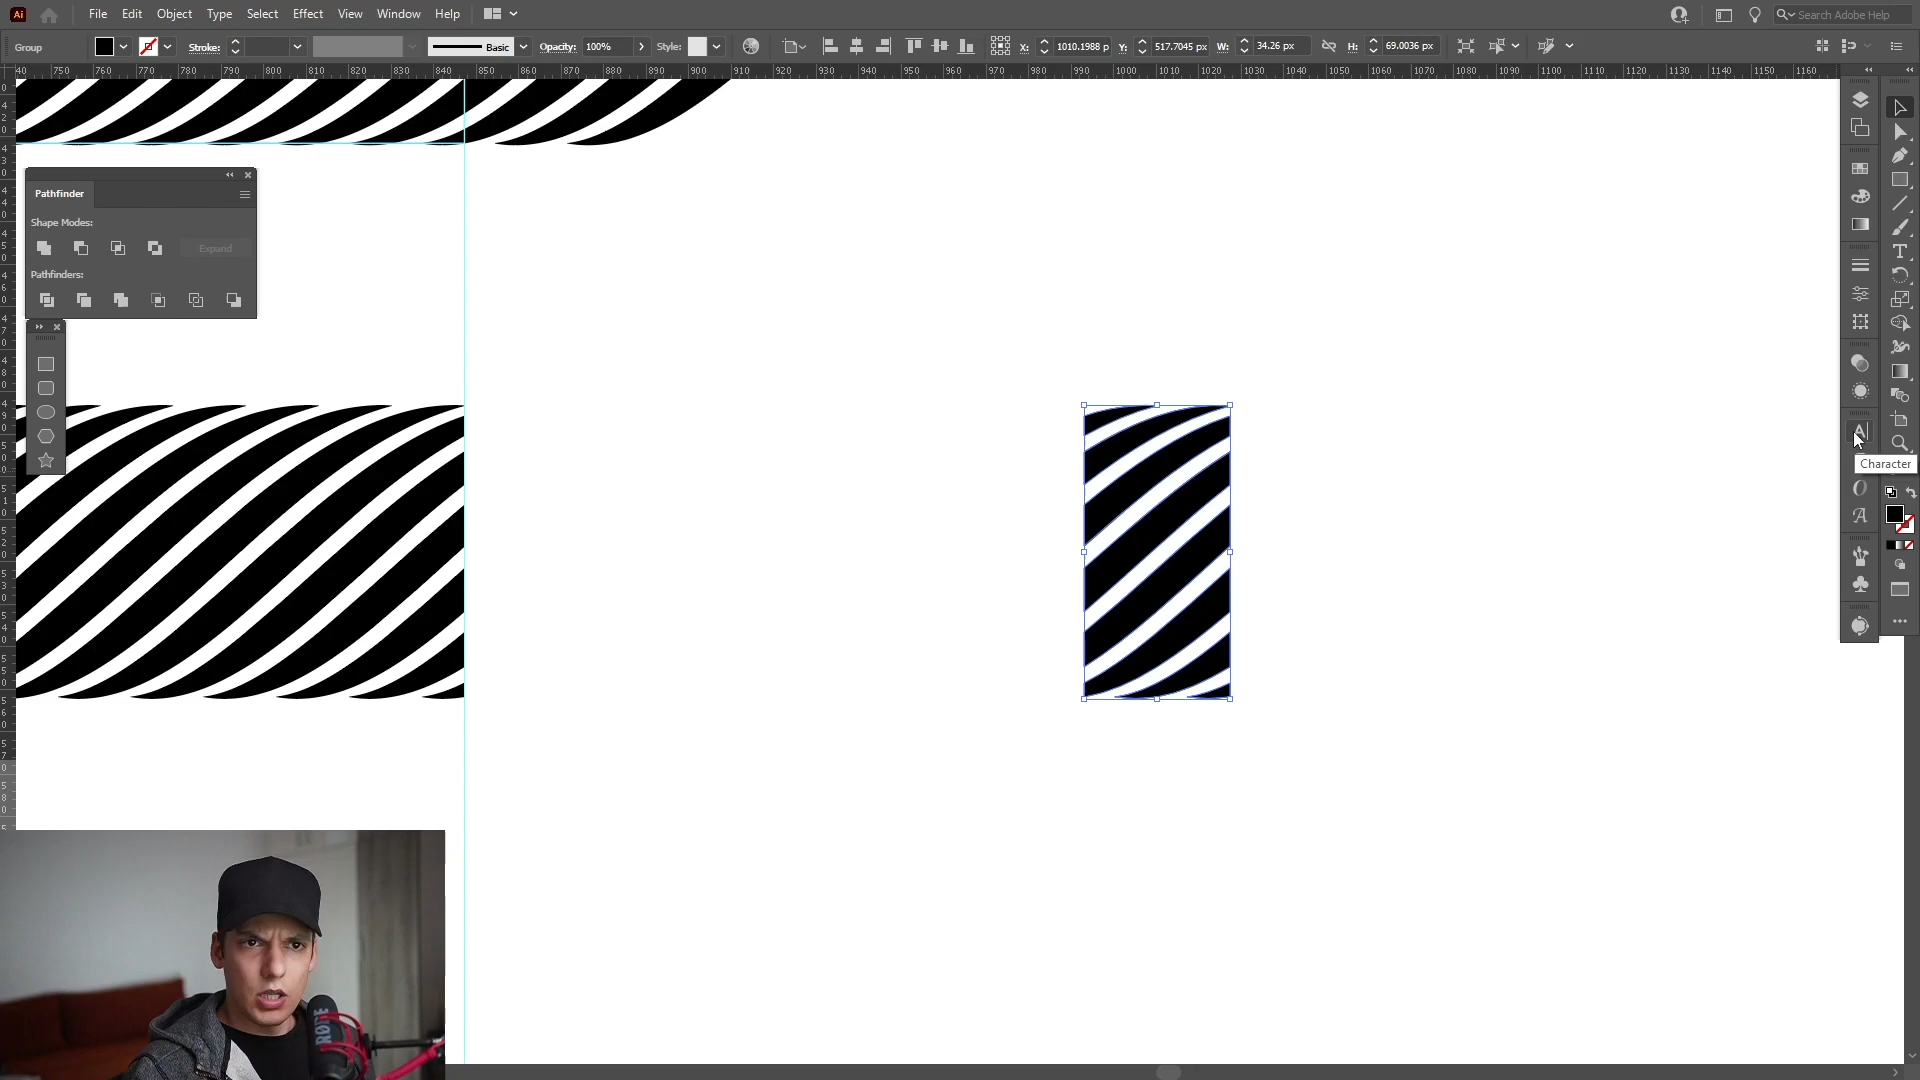 Ai File Edit Object Type Select Effect View Window Help Search Adobe Help
Group Stroke: Basic Opacity: 100% Style: X: 1010.1988 p Y: 517.7045 px W: 34.26 px H: 69.0036 px
40 750 760 770 780 790 800 810 820 830 840 850 860 870 880 890 900 910 920 930 940 950 960 970 980 990 1000 1010 1020 1030 1040 1050 1060 1070 1080 1090 1100 1110 1120 1130 1140 1150 1160
Pathfinder
Shape Modes:
Expand
Pathfinders:
Character
RØDE